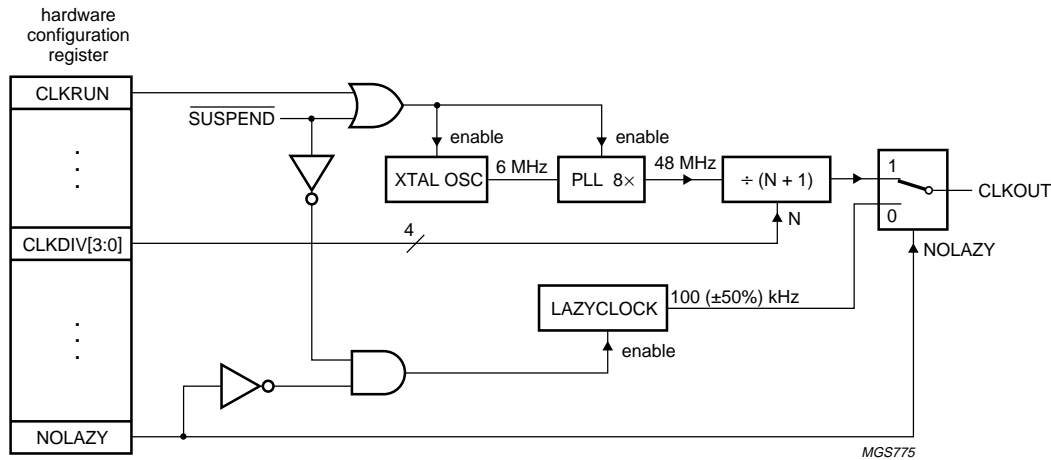 hardware
configuration
register
CLKRUN
SUSPEND
enable
enable
XTAL OSC
6 MHz
PLL 8×
48 MHz
÷ (N + 1)
1
0
CLKOUT
N
NOLAZY
CLKDIV[3:0]
4
LAZYCLOCK
100 (±50%) kHz
enable
NOLAZY
MGS775